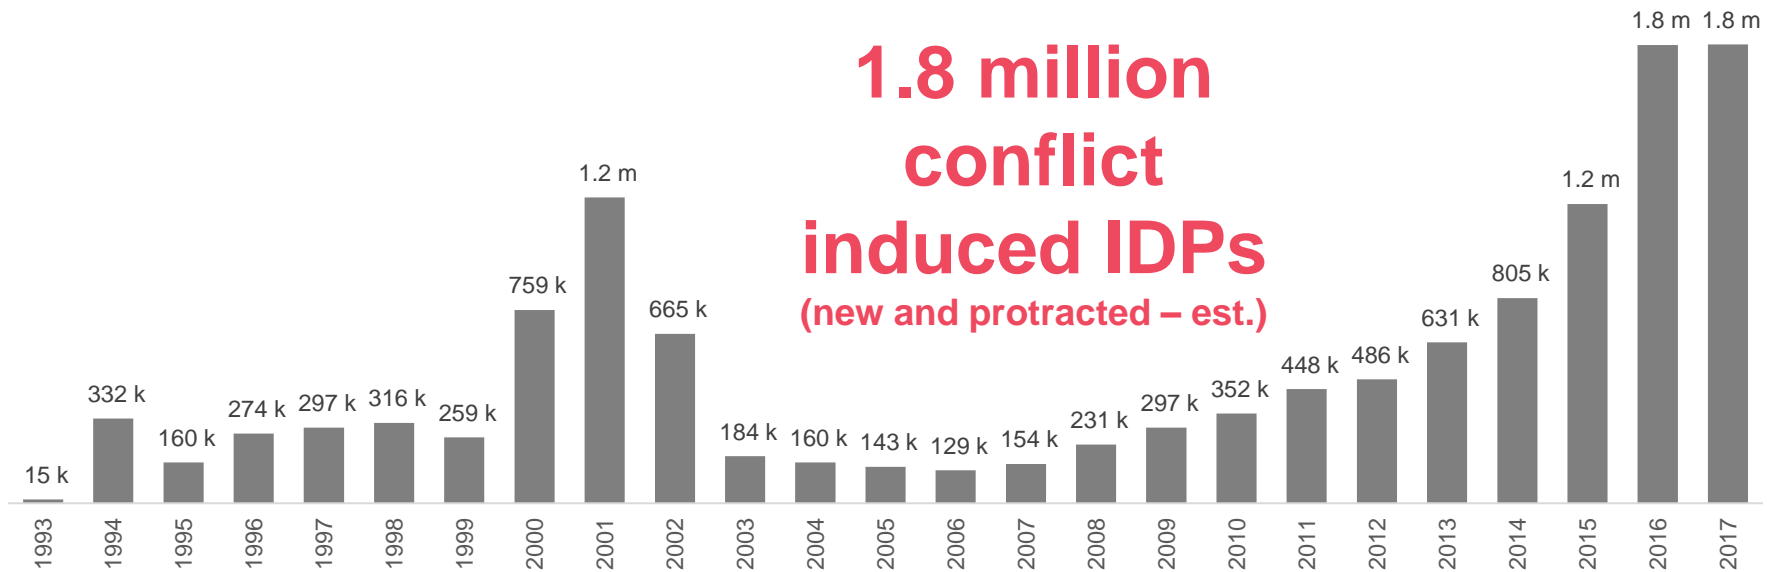 1.8 million
conflict
induced IDPs
(new and protracted – est.)
15 k
332 k
160 k
274 k
297 k
316 k
259 k
759 k
1.2 m
665 k
184 k
160 k
143 k
129 k
154 k
231 k
297 k
352 k
448 k
486 k
631 k
805 k
1.2 m
1.8 m
1.8 m
1993
1994
1995
1996
1997
1998
1999
2000
2001
2002
2003
2004
2005
2006
2007
2008
2009
2010
2011
2012
2013
2014
2015
2016
2017